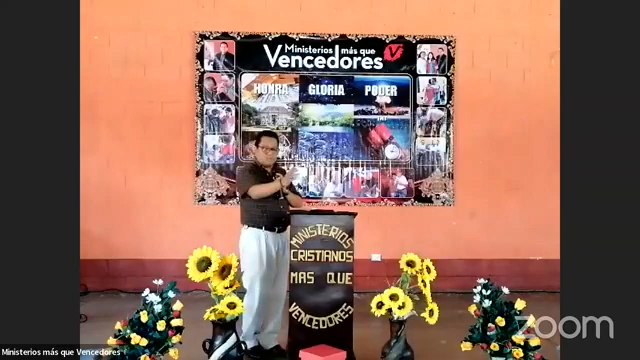 Ministerios más que
Vencedores
HONRA GLORIA PODER
MINISTERIOS
CRISTIANOS
MAS QUE
VENCEDORES
Ministerios más que Vencedores
zoom